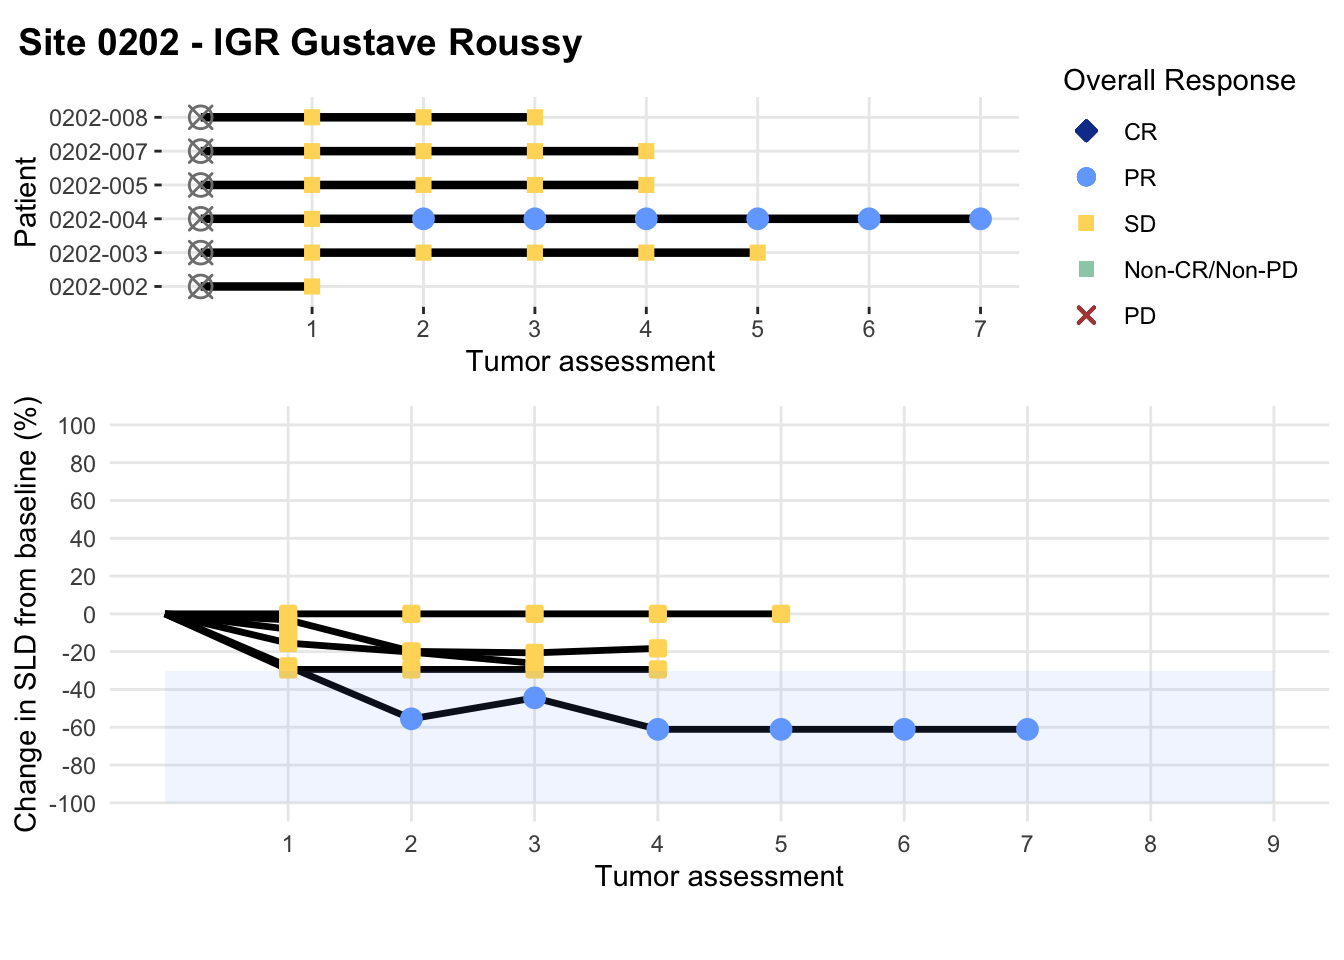 Site 0202 - IGR Gustave Roussy
Overall Response
CR
PR
SD
Non-CR/Non-PD
PD
Patient
0202-008
0202-007
0202-005
0202-004
0202-003
0202-002
1 2 3 4 5 6 7
Tumor assessment
Change in SLD from baseline (%)
100
80
60
40
20
0
-20
-40
-60
-80
-100
1 2 3 4 5 6 7 8 9
Tumor assessment